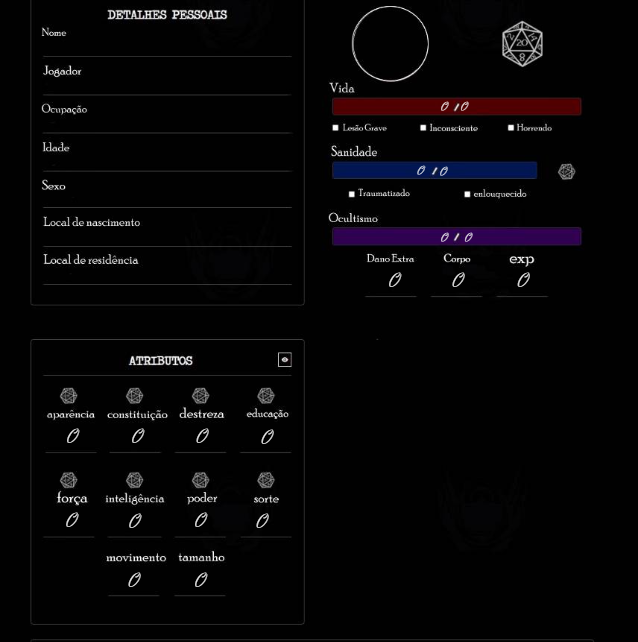 DETALHES PESSOAIS
Nome
Jogador
Ocupação
Idade
Sexo
Local de nascimento
Local de residência
20
8
Vida
0 / 0
Lesão Grave Inconsciente Horrendo
Sanidade
0 / 0
Traumatizado enlouquecido
Ocultismo
0 / 0
Dano Extra Corpo exp
0 0 0
ATRIBUTOS
aparência constituição destreza educação
0 0 0 0
força inteligência poder sorte
0 0 0 0
movimento tamanho
0 0